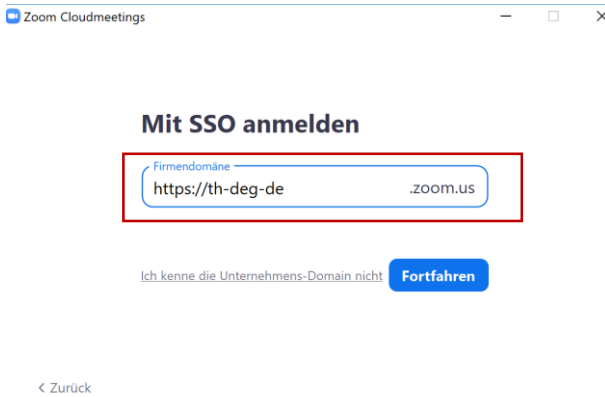 Zoom Cloudmeetings
Mit SSO anmelden
Firmendomäne
https://th-deg-de .zoom.us
Ich kenne die Unternehmens-Domain nicht Fortfahren
< Zurück